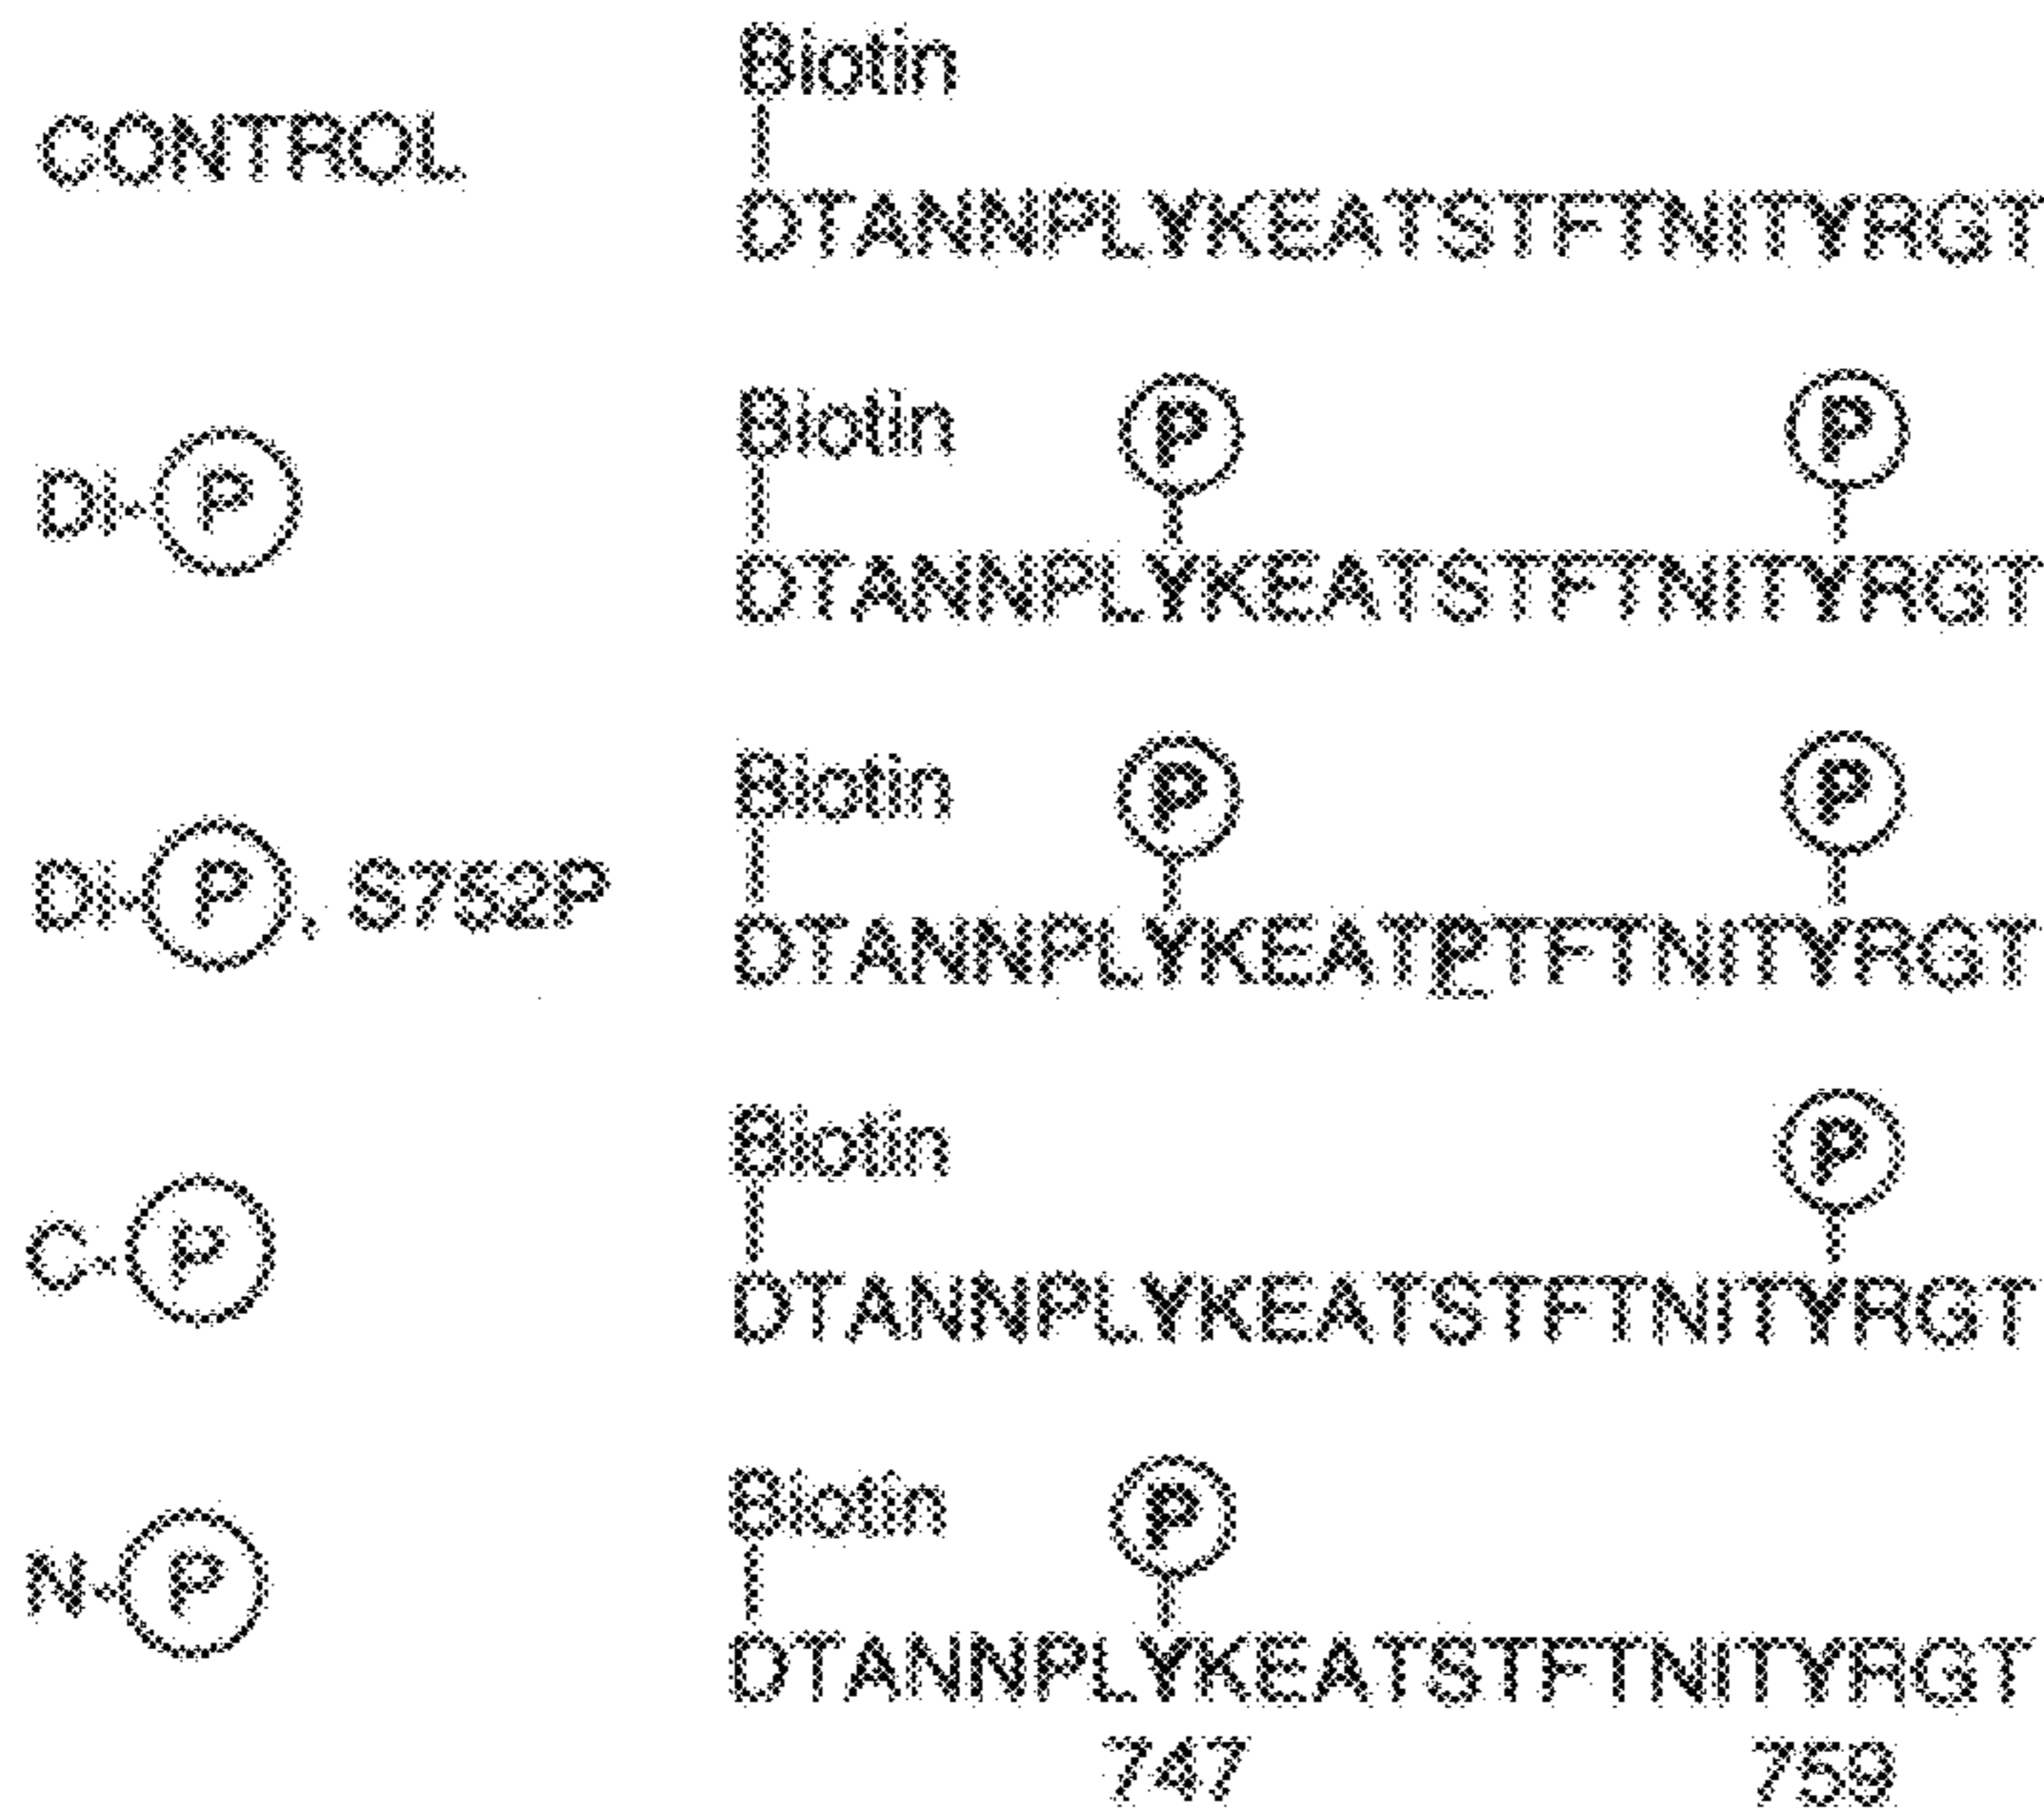 Biotin
CONTROL
DTANNPLYKEATSTFTNITYRGT
Biotin P P
Di- P
DTANNPLYKEATSTFTNITYRGT
Biotin P P
Di- P , S752P
DTANNPLYKEATPTFTNITYRGT
Biotin P
C- P
DTANNPLYKEATSTFTNITYRGT
Biotin P
N- P
DTANNPLYKEATSTFTNITYRGT
747 759